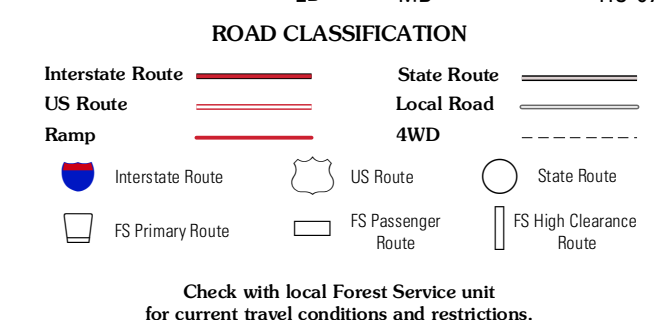 ROAD CLASSIFICATION
Interstate Route State Route
US Route Local Road
Ramp 4WD
Interstate Route US Route State Route
FS Primary Route FS Passenger Route FS High Clearance Route
Check with local Forest Service unit
for current travel conditions and restrictions.